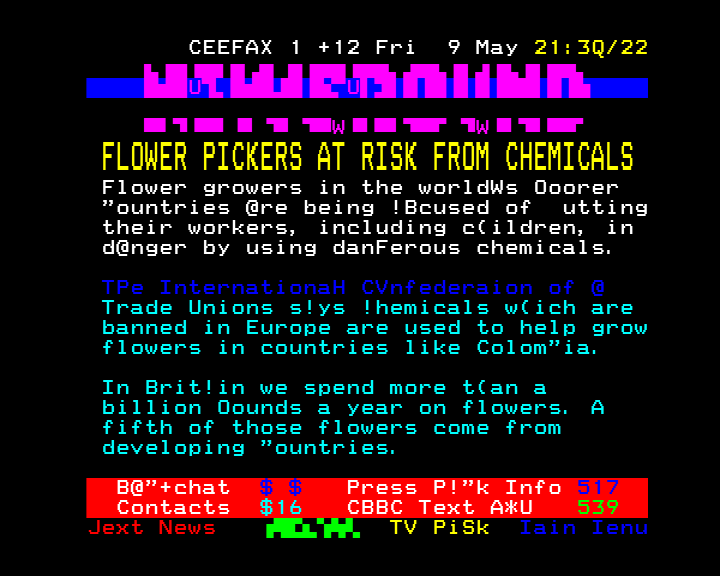 CEEFAX 1 +12 Fri  9 May 21:3Q/22
FLOWER PICKERS AT RISK FROM CHEMICALS
Flower growers in the worldWs Ooorer
"ountries @re being !Bcused of  utting
their workers, including c(ildren, in
d@nger by using danFerous chemicals.
TPe InternationaH CVnfederaion of @
Trade Unions s!ys !hemicals w(ich are
banned in Europe are used to help grow
flowers in countries like Colom"ia.
In Brit!in we spend more t(an a
billion Oounds a year on flowers. A
fifth of those flowers come from
developing "ountries.
B@"+chat $ $ Press P!"k Info 517
Contacts $16 CBBC Text A*U 539
Jext News TV PiSk Iain Ienu